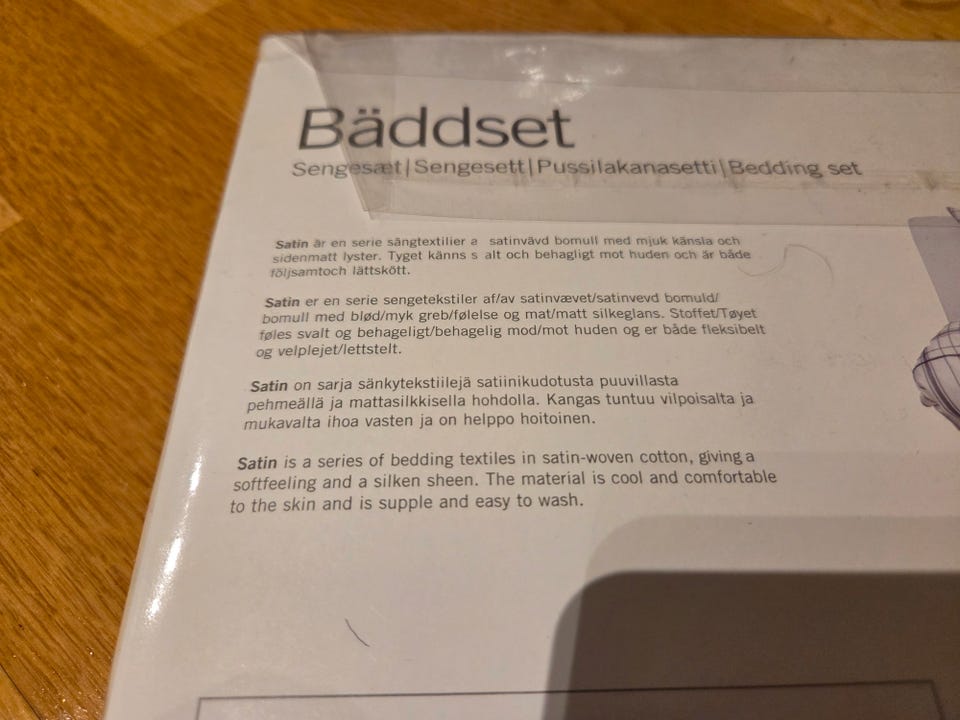 Bäddset
Sengesæt|Sengesett|Pussilakanasetti|Bedding set
Satin är en serie sängtextilier a satinvävd bomull med mjuk känsla och
sidenmatt lyster. Tyget känns s alt och behagligt mot huden och är både
följsamtoch lättskött.
Satin er en serie sengetekstiler af/av satinvævet/satinvevd bomuld/
bomull med blød/myk greb/følelse og mat/matt silkeglans. Stoffet/Tøyet
føles svalt og behageligt/behagelig mod/mot huden og er både fleksibelt
og velplejet/lettstelt.
Satin on sarja sänkytekstiilejä satiinikudotusta puuvillasta
pehmeällä ja mattasilkkisella hohdolla. Kangas tuntuu vilpoisalta ja
mukavalta ihoa vasten ja on helppo hoitoinen.
Satin is a series of bedding textiles in satin-woven cotton, giving a
softfeeling and a silken sheen. The material is cool and comfortable
to the skin and is supple and easy to wash.